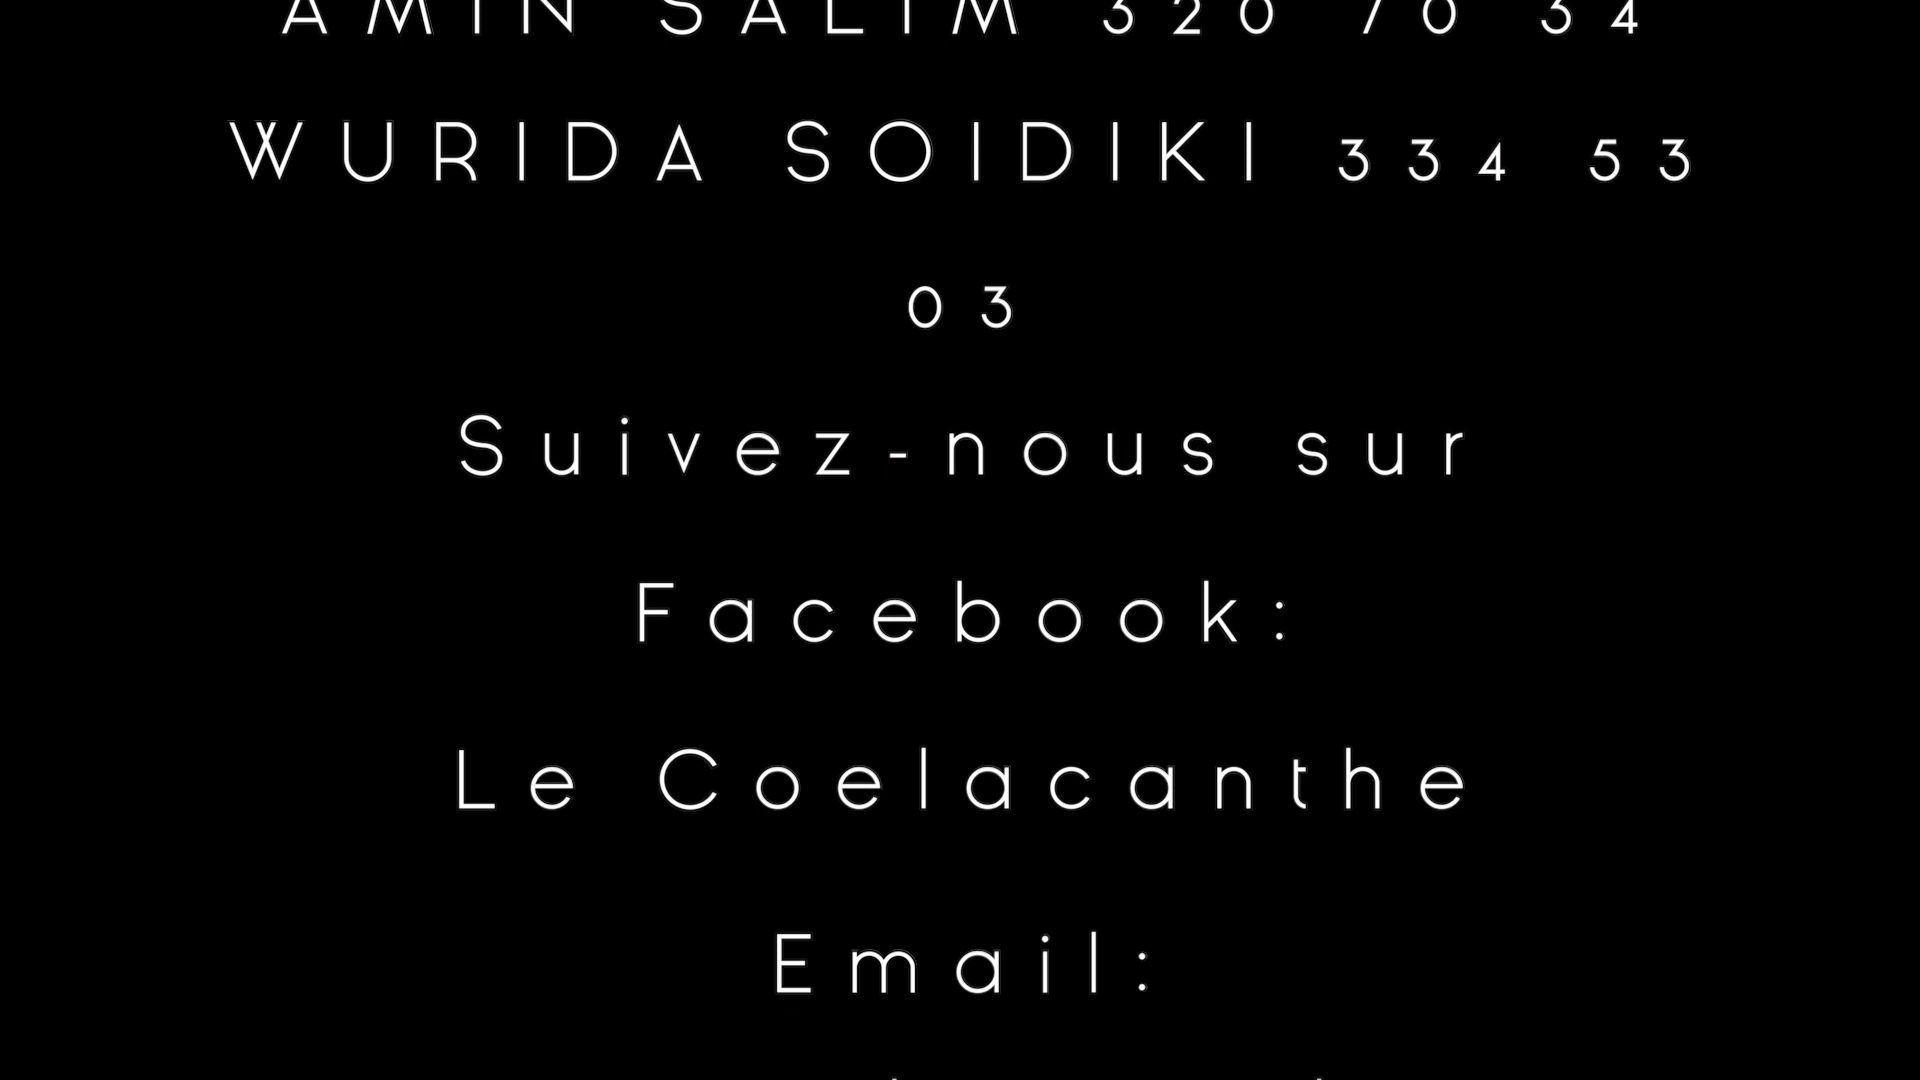 AMIN SALIM 320 70 34
WURIDA SOIDIKI 334 53
03
Suivez-nous sur
Facebook:
Le Coelacanthe
Email: